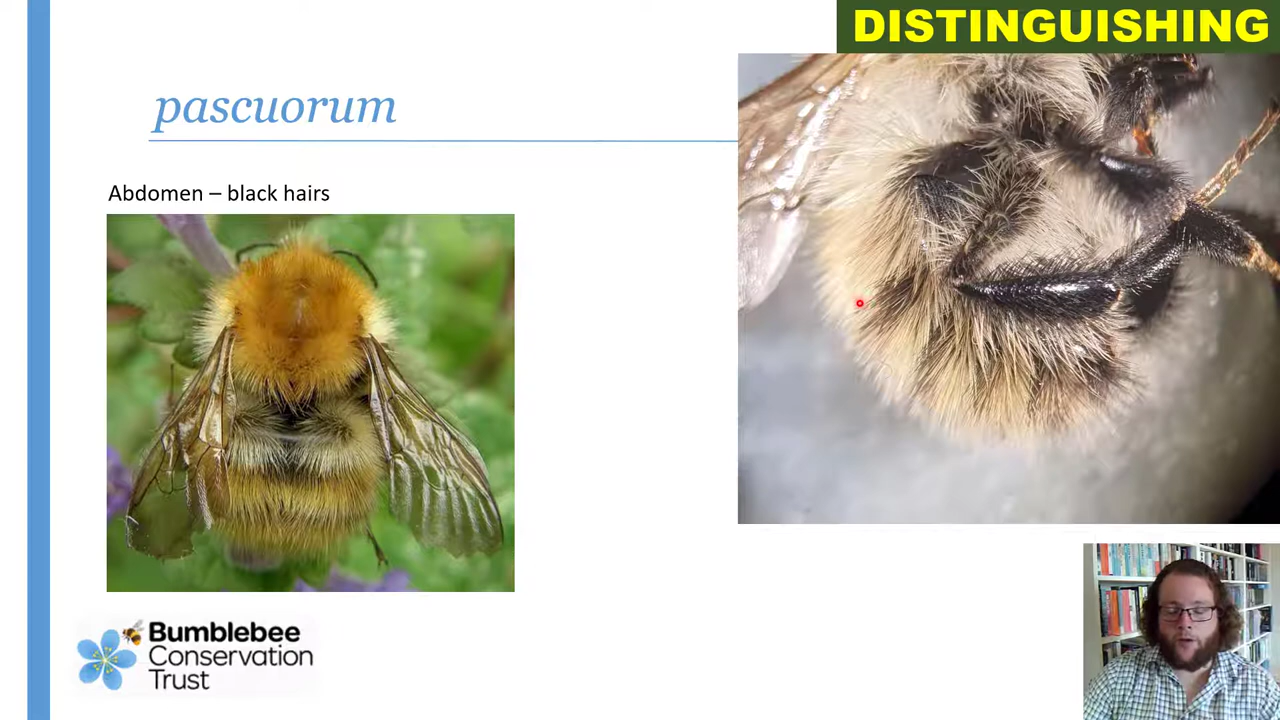 DISTINGUISHING
pascuorum
Abdomen – black hairs
Bumblebee
Conservation
Trust